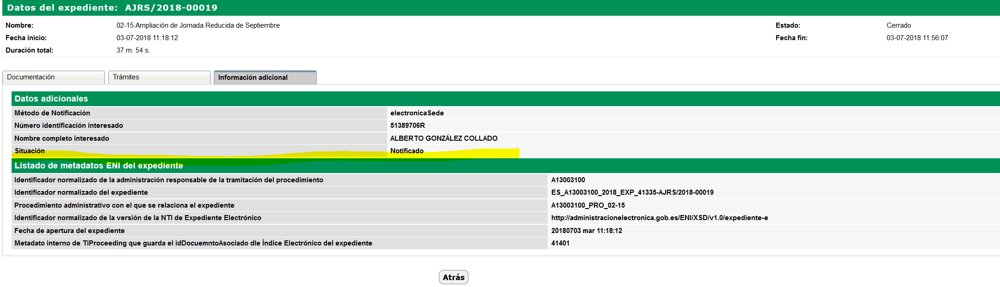 Datos del expediente: AJRS/2018-00019
Nombre: 02-15 Ampliación de Jornada Reducida de Septiembre Estado: Cerrado
Fecha inicio: 03-07-2018 11:18:12 Fecha fin: 03-07-2018 11:56:07
Duración total: 37 m. 54 s.
Documentación Trámites Información adicional
Datos adicionales
Método de Notificación electronicaSede
Número identificación interesado 51389706R
Nombre completo interesado ALBERTO GONZÁLEZ COLLADO
Situación Notificado
Listado de metadatos ENI del expediente
Identificador normalizado de la administración responsable de la tramitación del procedimiento A13003100
Identificador normalizado del expediente ES_A13003100_2018_EXP_41335-AJRS/2018-00019
Procedimiento administrativo con el que se relaciona el expediente A13003100_PRO_02-15
Identificador normalizado de la versión de la NTI de Expediente Electrónico http://administracionelectronica.gob.es/ENI/XSD/v1.0/expediente-e
Fecha de apertura del expediente 20180703 mar 11:18:12
Metadato interno de TiProceeding que guarda el idDocuemntoAsociado dle Índice Electrónico del expediente 41401
Atrás